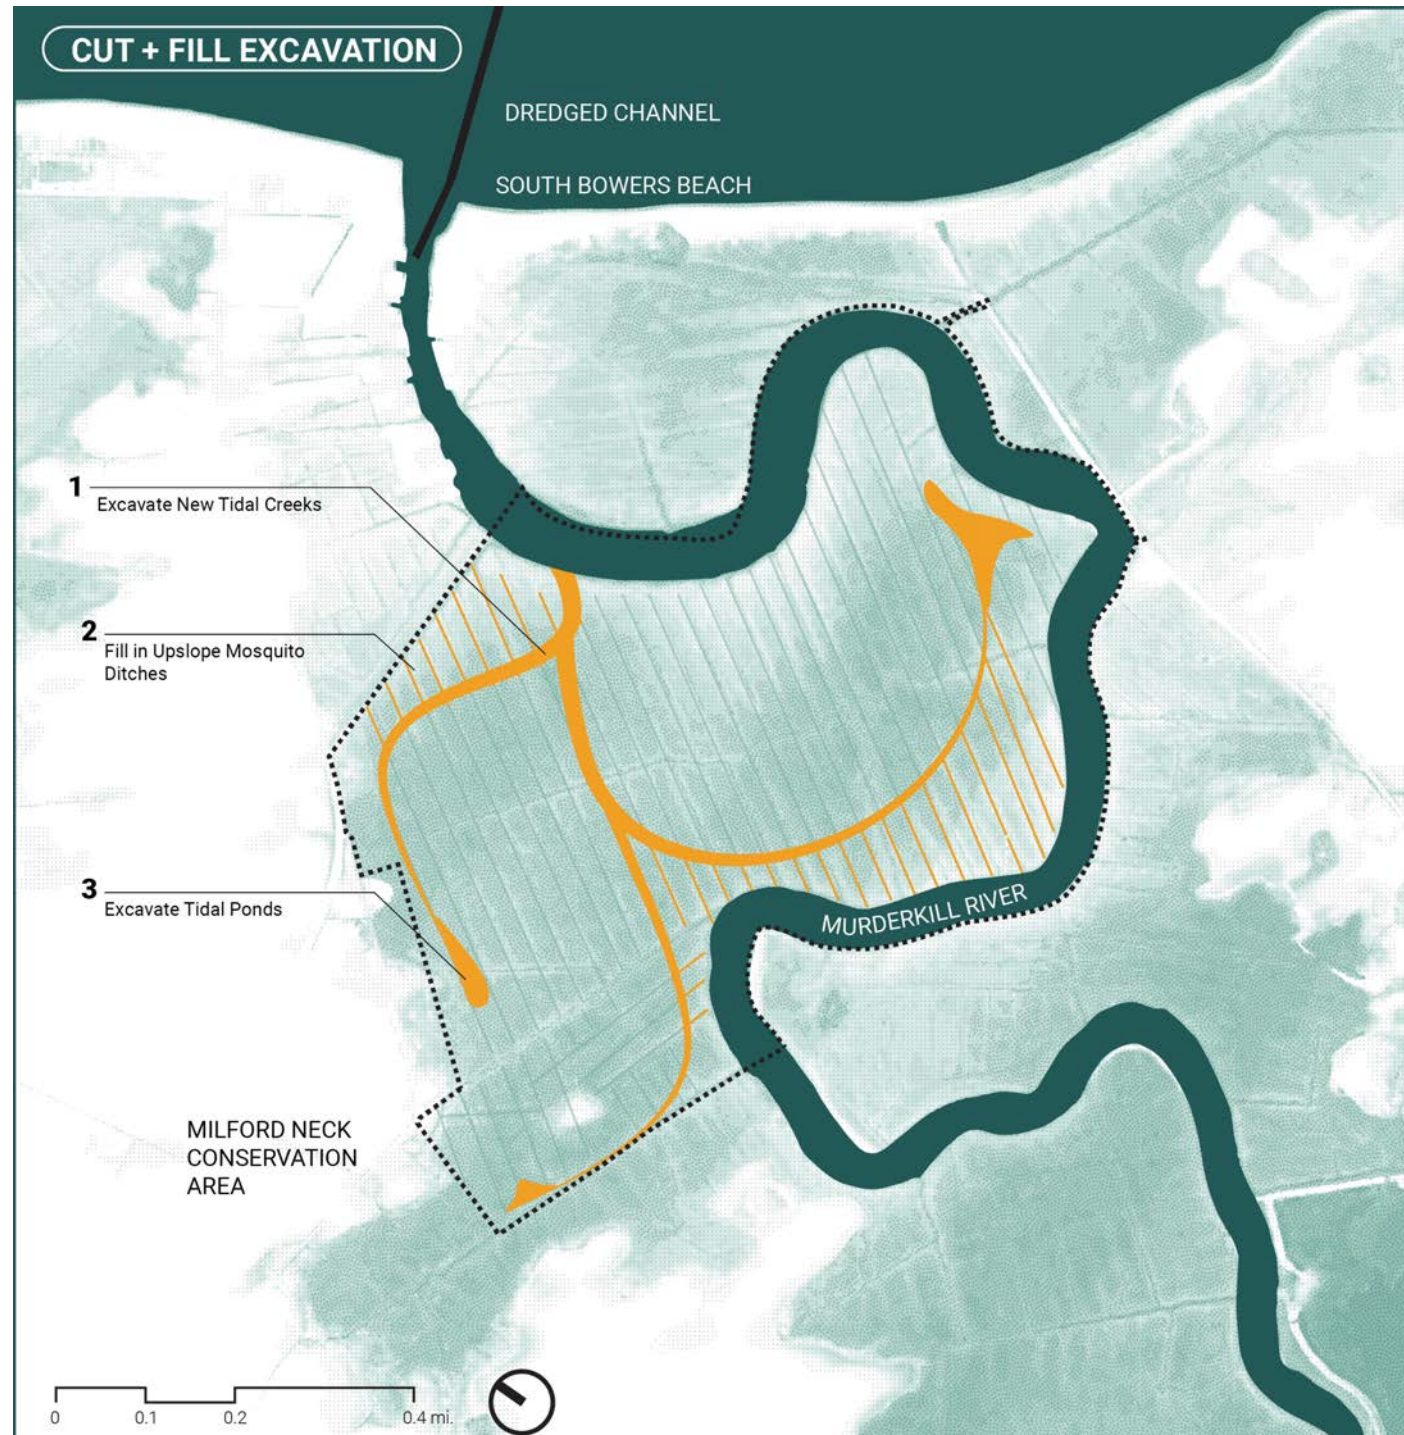 CUT + FILL EXCAVATION
DREDGED CHANNEL
SOUTH BOWERS BEACH
1
Excavate New Tidal Creeks
2
Fill in Upslope Mosquito
Ditches
3
Excavate Tidal Ponds
MURDERKILL RIVER
MILFORD NECK
CONSERVATION
AREA
0 0.1 0.2 0.4 mi.